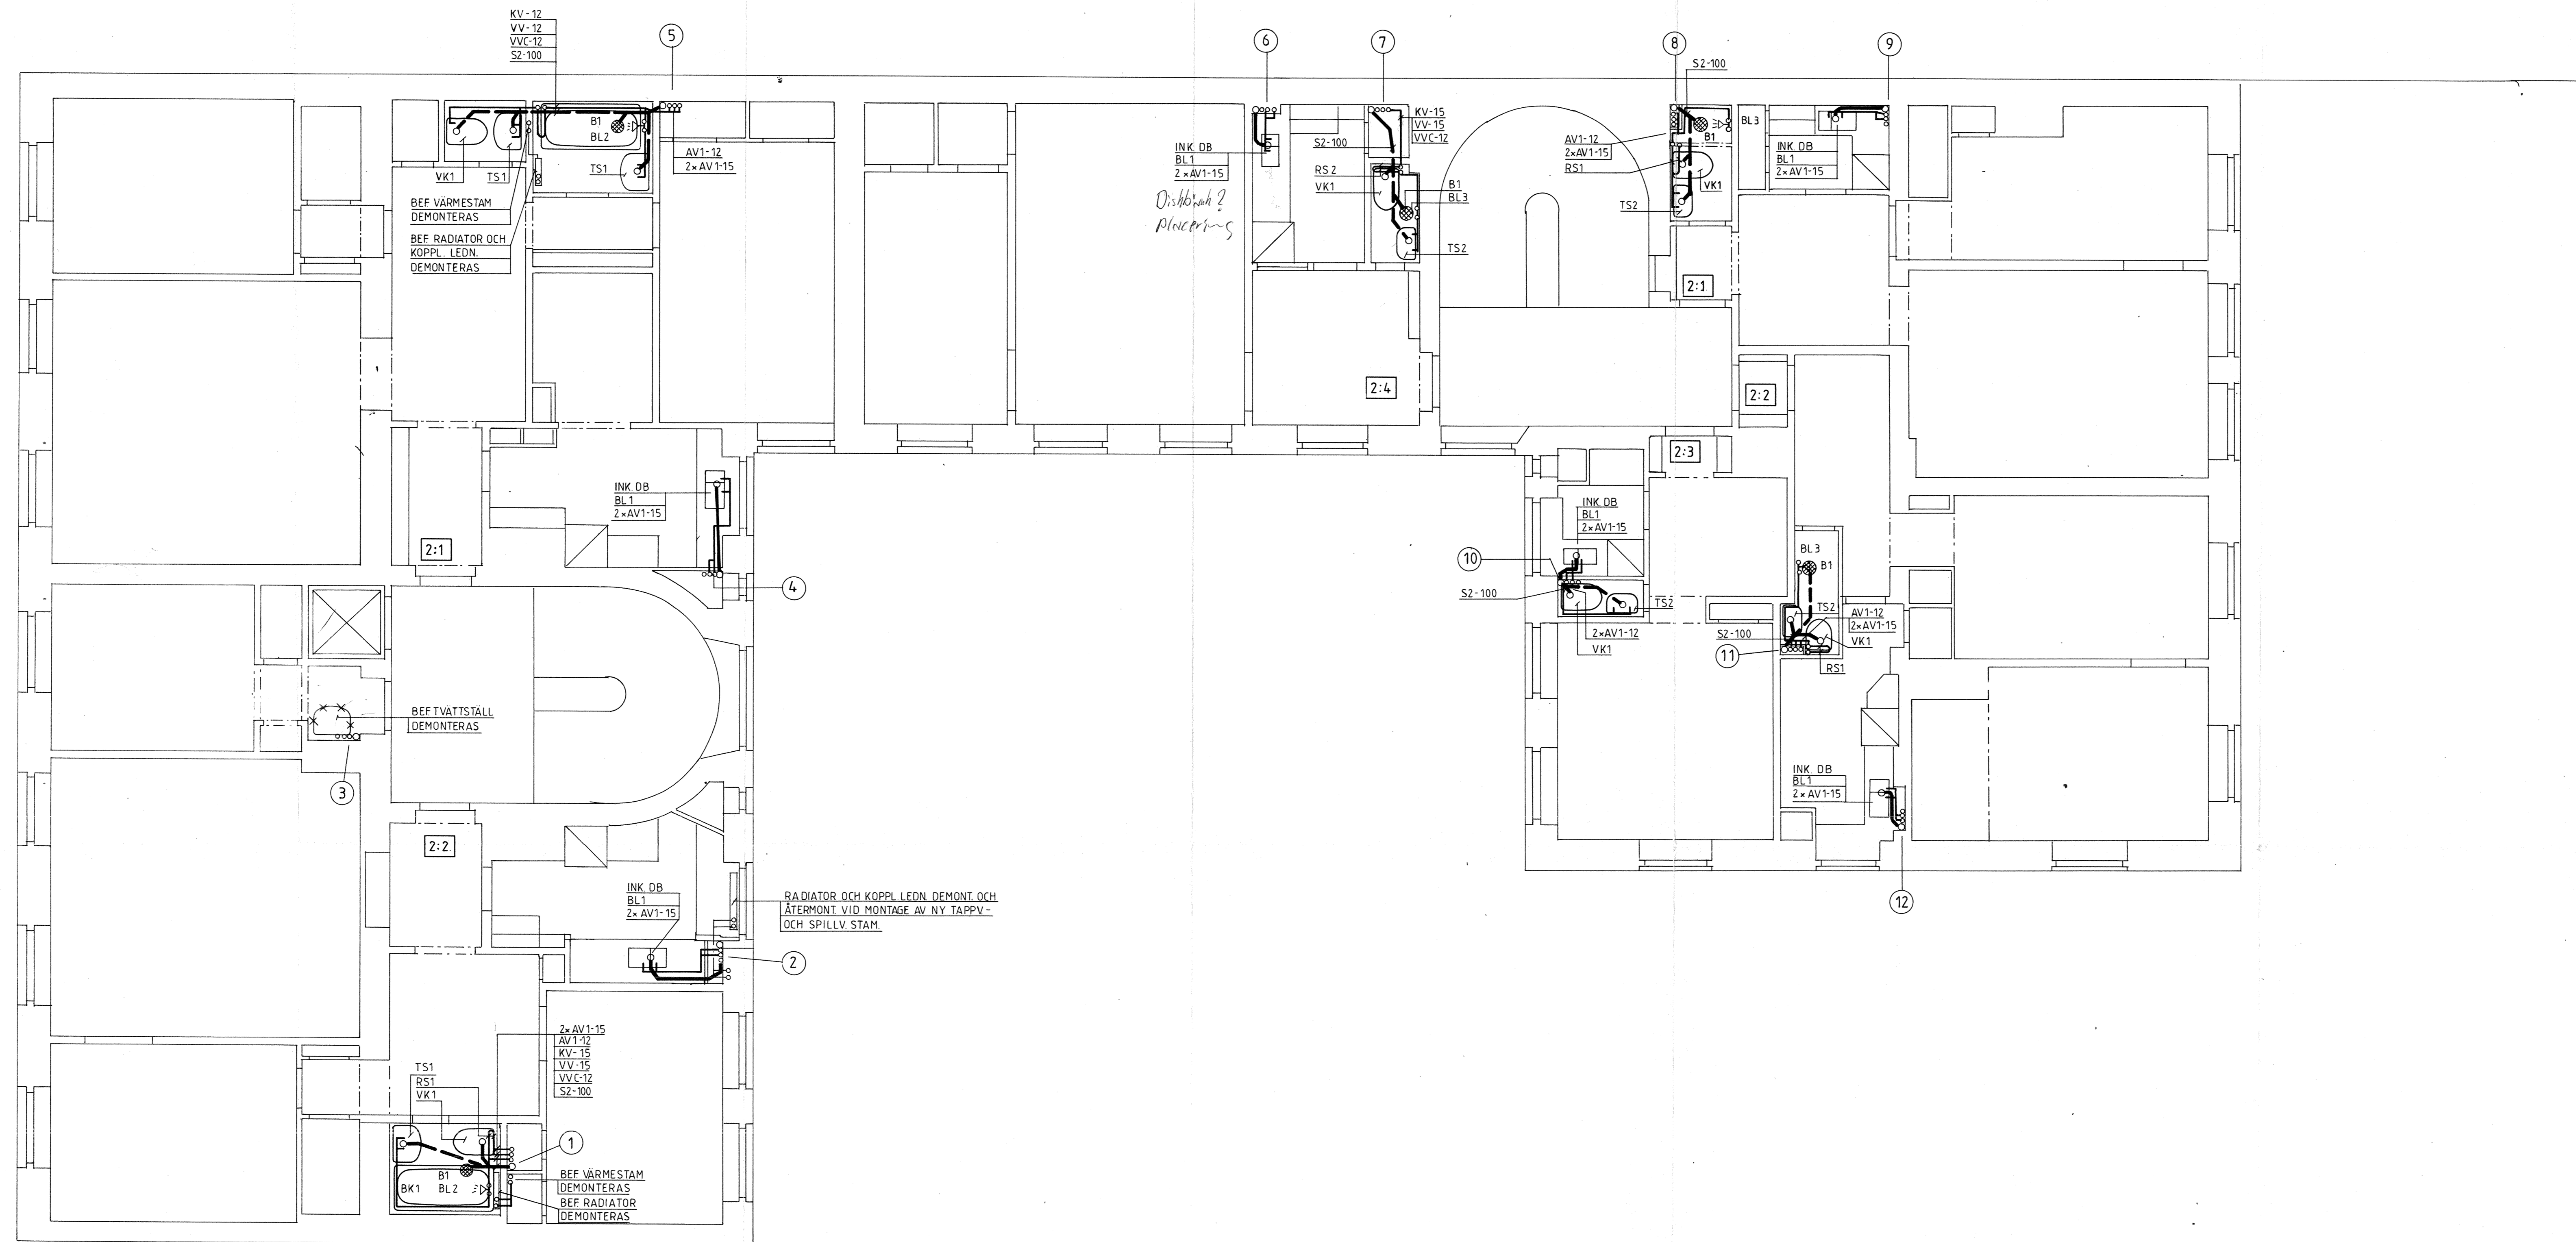 KV-12
VV-12
VVC-12
S2-100
5
6
7
8
9
S2-100
B1
BL2
VK1
TS1
TS1
AV1-12
2×AV1-15
BEF. VÄRMESTAM
DEMONTERAS
BEF. RADIATOR OCH
KOPPL. LEDN.
DEMONTERAS
INK. DB
BL1
2×AV1-15
S2-100
KV-15
VV-15
VVC-12
RS2
VK1
B1
BL3
TS2
placering
AV1-12
2×AV1-15
RS1
B1
VK1
TS2
BL3
INK. DB
BL1
2×AV1-15
2:1
2:4
2:2
2:3
INK. DB
BL1
2×AV1-15
2:1
4
INK. DB
BL1
2×AV1-15
10
S2-100
TS2
2×AV1-12
VK1
BL3
B1
TS2
AV1-12
2×AV1-15
S2-100
VK1
11
RS1
BEF. TVÄTTSTÄLL
DEMONTERAS
3
INK. DB
BL1
2×AV1-15
12
2:2
INK. DB
BL1
2×AV1-15
RADIATOR OCH KOPPL. LEDN. DEMONT. OCH
ÅTERMONT. VID MONTAGE AV NY TAPPV-
OCH SPILLV. STAM.
2
2×AV1-15
AV1-12
KV-15
VV-15
VVC-12
S2-100
TS1
RS1
VK1
1
B1
BK1
BL2
BEF. VÄRMESTAM
DEMONTERAS
BEF. RADIATOR
DEMONTERAS